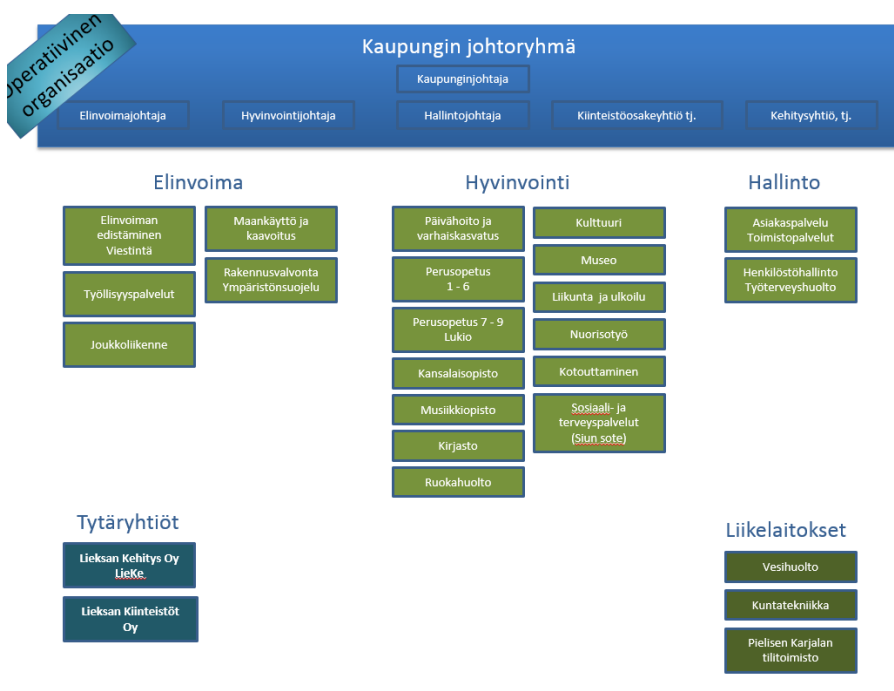 Operatiivinen
organisaatio
Kaupungin johtoryhmä
Kaupunginjohtaja
Elinvoimajohtaja
Hyvinvointijohtaja
Hallintojohtaja
Kiinteistöosakeyhtiö tj.
Kehitysyhtiö, tj.
Elinvoima
Elinvoiman
edistäminen
Viestintä
Työllisyyspalvelut
Joukkoliikenne
Maankäyttö ja
kaavoitus
Rakennusvalvonta
Ympäristönsuojelu
Hyvinvointi
Päivähoito ja
varhaiskasvatus
Perusopetus
1 - 6
Perusopetus 7 - 9
Lukio
Kansalaisopisto
Musiikkiopisto
Kirjasto
Ruokahuolto
Kulttuuri
Museo
Liikunta ja ulkoilu
Nuorisotyö
Kotouttaminen
Sosiaali- ja
terveyspalvelut
(Siun sote)
Hallinto
Asiakaspalvelu
Toimistopalvelut
Henkilöstöhallinto
Työterveyshuolto
Tytäryhtiöt
Lieksan Kehitys Oy
LieKe
Lieksan Kiinteistöt
Oy
Liikelaitokset
Vesihuolto
Kuntatekniikka
Pielisen Karjalan
tilitoimisto